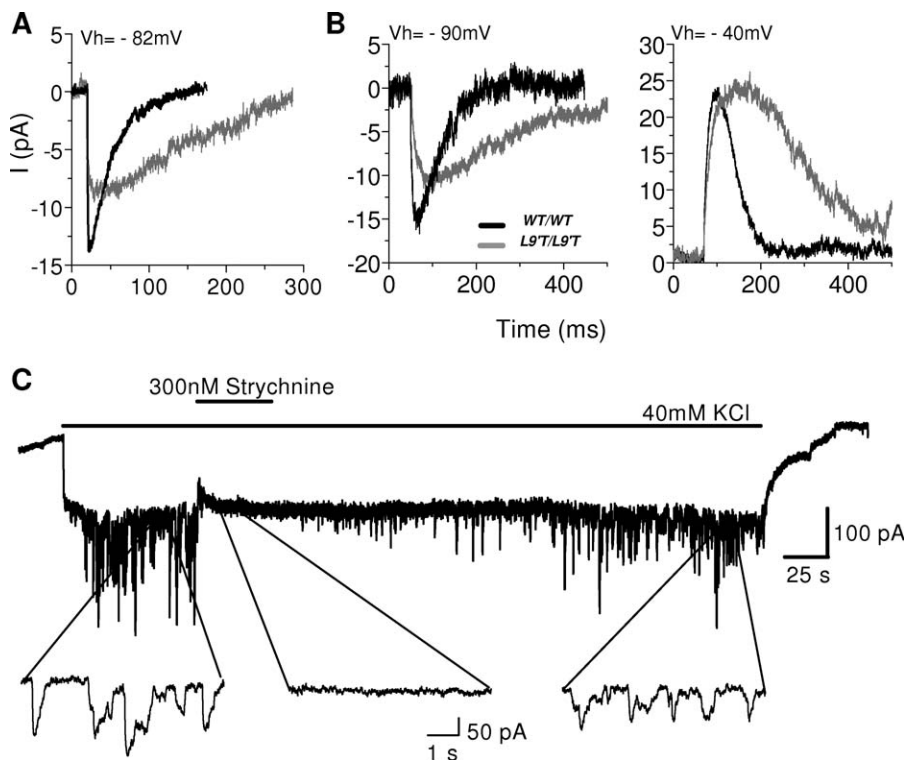 A
Vh= - 82mV
I (pA)
5
0
-5
-10
-15
0
100
200
300
B
Vh= - 90mV
5
0
-5
-10
-15
-20
0
200
400
WT/WT
L9'T/L9'T
Vh= - 40mV
30
25
20
15
10
5
0
0
200
400
Time (ms)
C
300nM Strychnine
40mM KCl
100 pA
25 s
50 pA
1 s